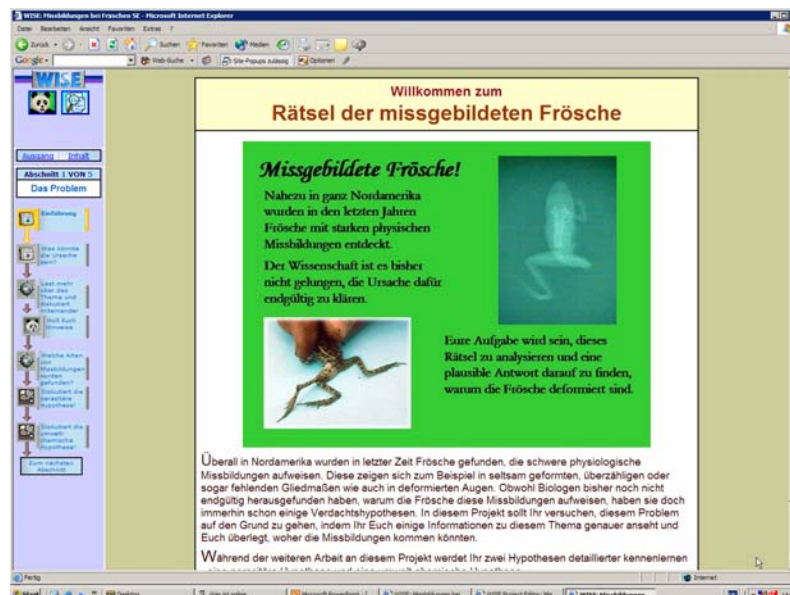 WISE: Missbildungen bei Fröschen SE - Microsoft Internet Explorer
Datei Bearbeiten Ansicht Favoriten Extras ?
Zurück Suchen Favoriten Medien
Google Web-Suche Site-Popups zulässig Optionen
WISE
Ausgang Inhalt
Abschnitt 1 VON 5
Das Problem
Einführung
Was könnte
die Ursache
sein?
Lest mehr
über das
Thema und
diskutiert
miteinander
Holt Euch
Hinweise
Welche Arten
von
Missbildungen
wurden
gefunden?
Diskutiert die
parasitäre
Hypothese!
Diskutiert die
umwelt-
chemische
Hypothese!
Zum nächsten
Abschnitt
Willkommen zum
Rätsel der missgebildeten Frösche
Missgebildete Frösche!
Nahezu in ganz Nordamerika
wurden in den letzten Jahren
Frösche mit starken physischen
Missbildungen entdeckt.
Der Wissenschaft ist es bisher
nicht gelungen, die Ursache dafür
endgültig zu klären.
Eure Aufgabe wird sein, dieses
Rätsel zu analysieren und eine
plausible Antwort darauf zu finden,
warum die Frösche deformiert sind.
Überall in Nordamerika wurden in letzter Zeit Frösche gefunden, die schwere physiologische
Missbildungen aufweisen. Diese zeigen sich zum Beispiel in seltsam geformten, überzähligen oder
sogar fehlenden Gliedmaßen wie auch in deformierten Augen. Obwohl Biologen bisher noch nicht
endgültig herausgefunden haben, warum die Frösche diese Missbildungen aufweisen, haben sie doch
immerhin schon einige Verdachtshypothesen. In diesem Projekt sollt Ihr versuchen, diesem Problem
auf den Grund zu gehen, indem Ihr Euch einige Informationen zu diesem Thema genauer anseht und
Euch überlegt, woher die Missbildungen kommen könnten.
Während der weiteren Arbeit an diesem Projekt werdet Ihr zwei Hypothesen detaillierter kennenlernen
Fertig Internet
Start Desktop Microsoft PowerPoint - [ WISE: Missbildungen bei WISE Project Editor: WISE: Missbildungen